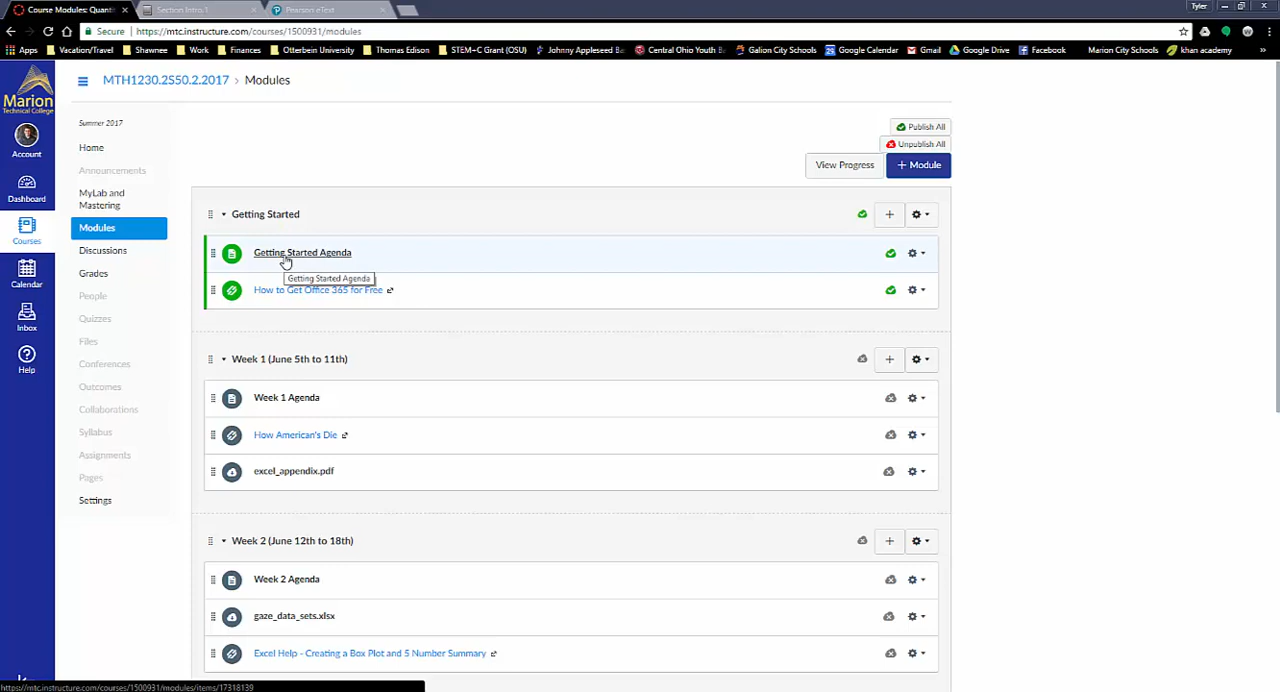 Course Modules: Quan
Section Intro.1
Pearson eText
Tyler
Secure
https://mtc.instructure.com/courses/1500931/modules
Apps
Vacation/Travel
Shawnee
Work
Finances
Otterbein University
Thomas Edison
STEM+C Grant (OSU)
Johnny Appleseed Ba
Central Ohio Youth B
Galion City Schools
Google Calendar
Gmail
Google Drive
Facebook
Marion City Schools
khan academy
Marion
Technical College
Account
Dashboard
Courses
Calendar
Inbox
Help
MTH1230.2S50.2.2017 > Modules
Summer 2017
Home
Announcements
MyLab and
Mastering
Modules
Discussions
Grades
People
Quizzes
Files
Conferences
Outcomes
Collaborations
Syllabus
Assignments
Pages
Settings
Publish All
Unpublish All
View Progress
+ Module
Getting Started
Getting Started Agenda
Getting Started Agenda
How to Get Office 365 for Free
Week 1 (June 5th to 11th)
Week 1 Agenda
How American's Die
excel_appendix.pdf
Week 2 (June 12th to 18th)
Week 2 Agenda
gaze_data_sets.xlsx
Excel Help - Creating a Box Plot and 5 Number Summary
https://mtc.instructure.com/courses/1500931/modules/items/17318139